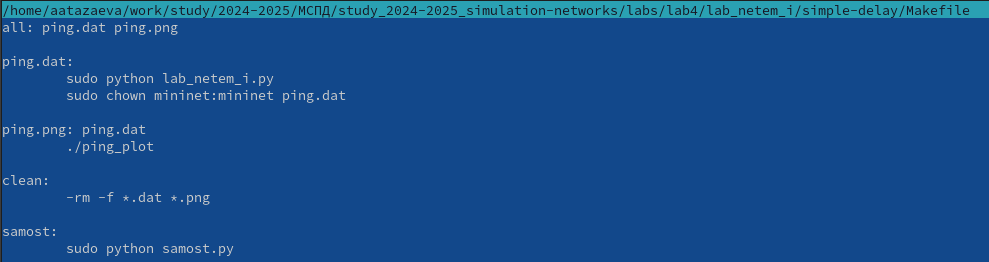 /home/aatazaeva/work/study/2024-2025/МСПД/study_2024-2025_simulation-networks/labs/lab4/lab_netem_i/simple-delay/Makefile
all: ping.dat ping.png
ping.dat:
sudo python lab_netem_i.py
sudo chown mininet:mininet ping.dat
ping.png: ping.dat
./ping_plot
clean:
-rm -f *.dat *.png
samost:
sudo python samost.py